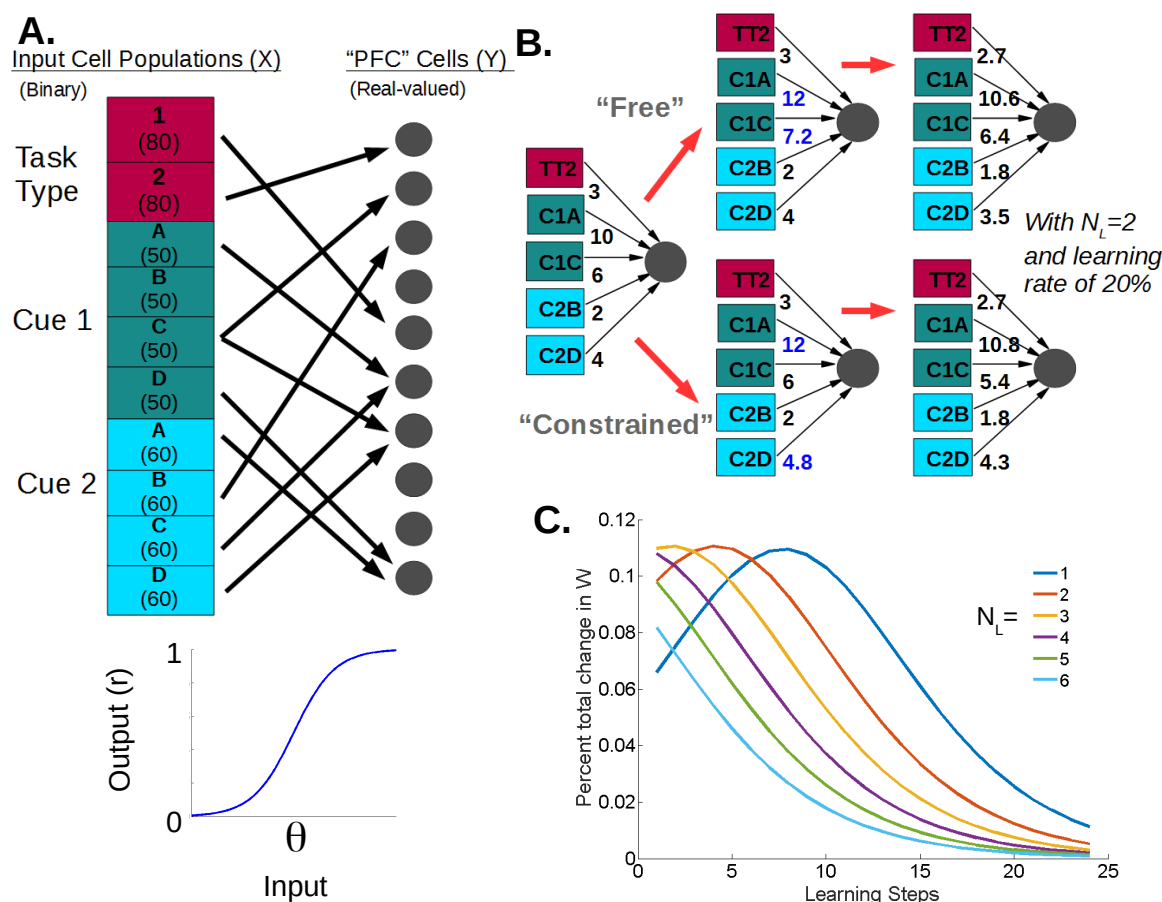 A.
Input Cell Populations (X)
(Binary)
“PFC” Cells (Y)
(Real-valued)
Task
Type
Cue 1
Cue 2
1
(80)
2
(80)
A
(50)
B
(50)
C
(50)
D
(50)
A
(60)
B
(60)
C
(60)
D
(60)
Output (r)
1
0
θ
Input
B.
TT2
C1A
C1C
C2B
C2D
3
10
6
2
4
“Free”
TT2
C1A
C1C
C2B
C2D
3
12
7.2
2
4
TT2
C1A
C1C
C2B
C2D
2.7
10.6
6.4
1.8
3.5
“Constrained”
TT2
C1A
C1C
C2B
C2D
3
12
6
2
4.8
TT2
C1A
C1C
C2B
C2D
2.7
10.8
5.4
1.8
4.3
With NL=2
and learning
rate of 20%
C.
Percent total change in W
0.12
0.1
0.08
0.06
0.04
0.02
0
0 5 10 15 20 25
Learning Steps
NL=
1
2
3
4
5
6